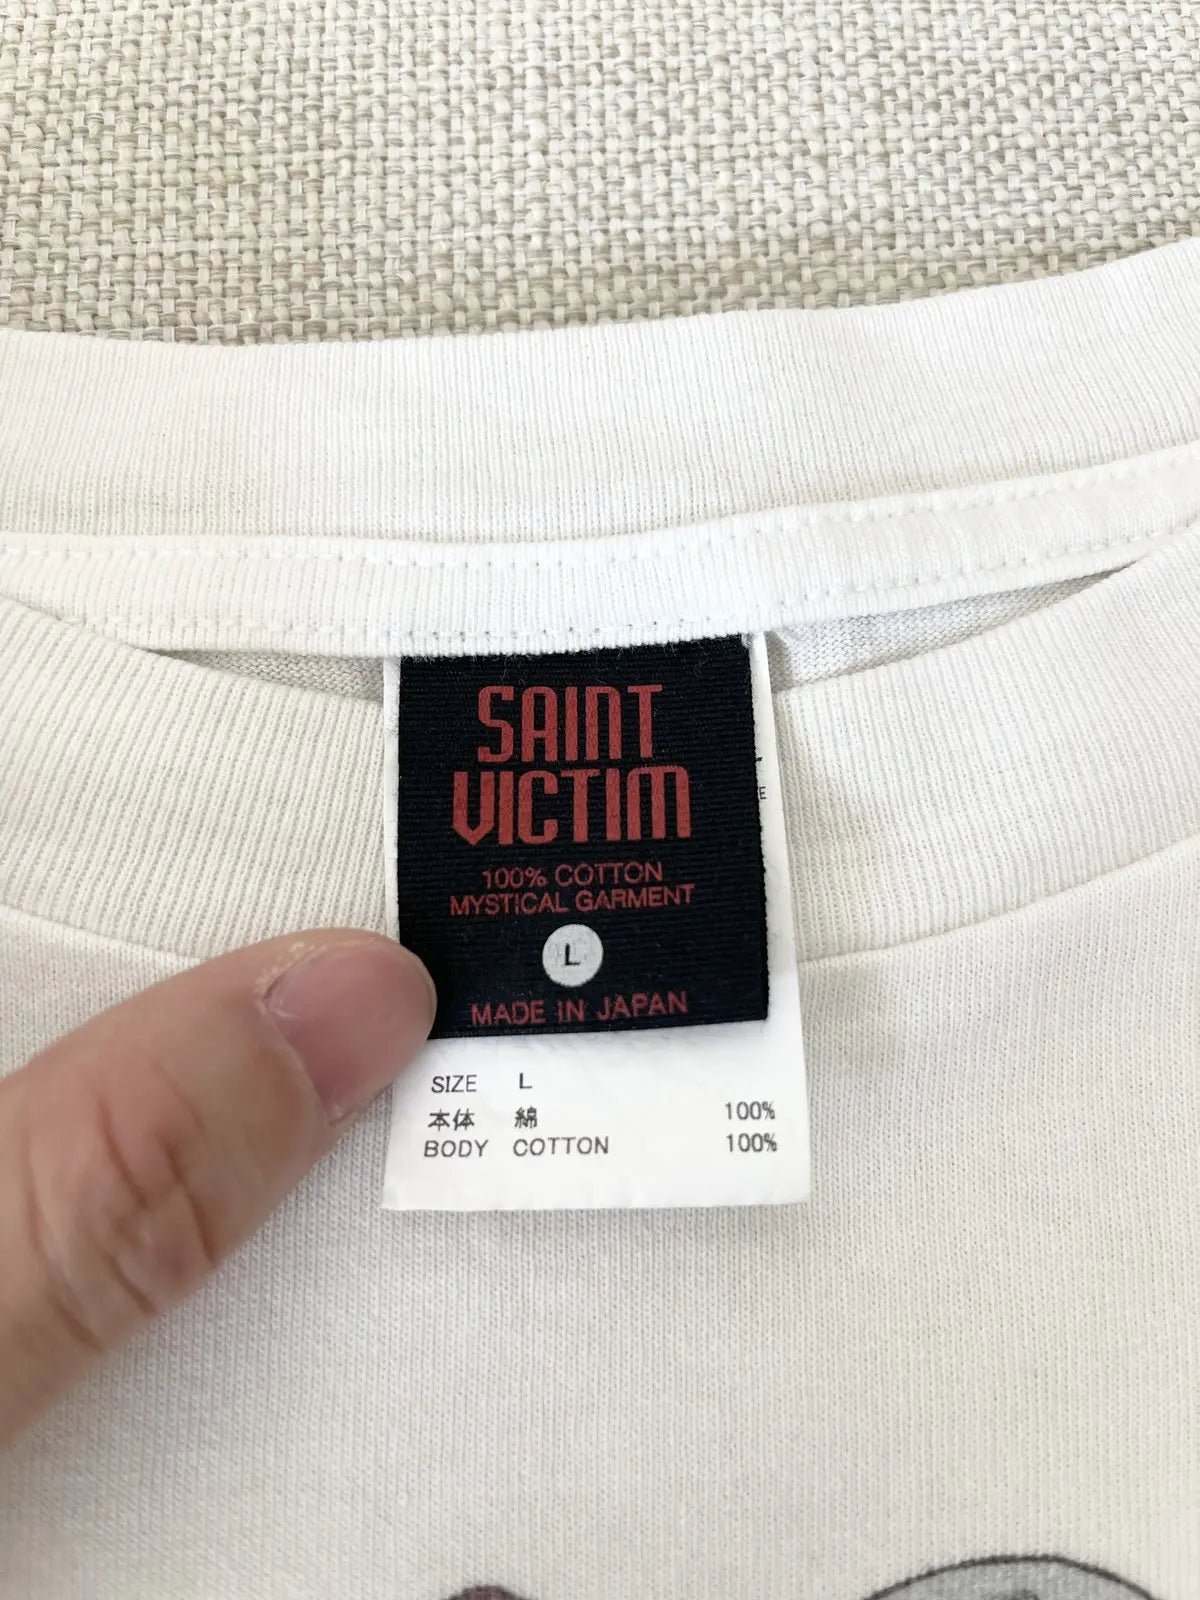 SAINT
VICTIM
100% COTTON
MYSTICAL GARMENT
L
MADE IN JAPAN
SIZE L
本体 綿 100%
BODY COTTON 100%